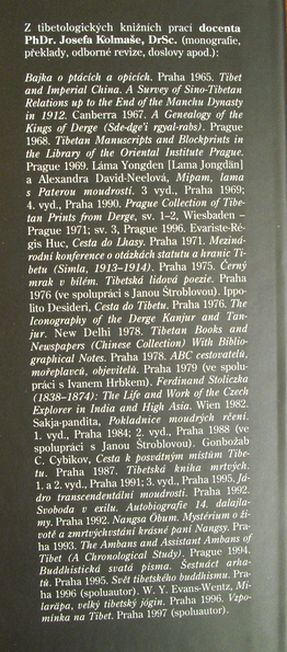 Z tibetologických knižních prací docenta
PhDr. Josefa Kolmaše, DrSc. (monografie,
překlady, odborné revize, doslovy apod.):
Bajka o ptácích a opicích. Praha 1965. Tibet
and Imperial China. A Survey of Sino-Tibetan
Relations up to the End of the Manchu Dynasty
in 1912. Canberra 1967. A Genealogy of the
Kings of Derge (Sde-dge'i rgyal-rabs). Prague
1968. Tibetan Manuscripts and Blockprints in
the Library of the Oriental Institute Prague.
Prague 1969. Láma Yongden [Lama Jongdän]
a Alexandra David-Neelová, Mipam, lama
s Paterou moudrostí. 3 vyd., Praha 1969;
4. vyd., Praha 1990. Prague Collection of Tibe-
tan Prints from Derge, sv. 1–2, Wiesbaden –
Prague 1971; sv. 3, Prague 1996. Evariste-Ré-
gis Huc, Cesta do Lhasy. Praha 1971. Meziná-
rodní konference o otázkách statutu a hranic Ti-
betu (Simla, 1913–1914). Praha 1975. Černý
mrak v bílém. Tibetská lidová poezie. Praha
1976 (ve spolupráci s Janou Štroblovou). Ippo-
lito Desideri, Cesta do Tibetu. Praha 1976. The
Iconography of the Derge Kanjur and Tan-
jur. New Delhi 1978. Tibetan Books and
Newspapers (Chinese Collection) With Biblio-
graphical Notes. Praha 1978. ABC cestovatelů,
mořeplavců, objevitelů. Praha 1979 (ve spolu-
práci s Ivanem Hrbkem). Ferdinand Stoliczka
(1838–1874): The Life and Work of the Czech
Explorer in India and High Asia. Wien 1982.
Sakja-pandita, Pokladnice moudrých rčení.
1. vyd., Praha 1984; 2. vyd., Praha 1988 (ve
spolupráci s Janou Štroblovou). Gonbožab
C. Cybikov, Cesta k posvátným místům Tibe-
tu. Praha 1987. Tibetská kniha mrtvých.
1. a 2. vyd., Praha 1991; 3. vyd., Praha 1995. Já-
dro transcendentální moudrosti. Praha 1992.
Svoboda v exilu. Autobiografie 14. dalajla-
my. Praha 1992. Nangsa Öbum. Mystérium o ži-
votě a zmrtvýchvstání krásné paní Nangsy. Pra-
ha 1993. The Ambans and Assistant Ambans of
Tibet (A Chronological Study). Prague 1994.
Buddhistická svatá písma. Šestnáct arha-
tů. Praha 1995. Svět tibetského buddhismu. Pra-
ha 1996 (spoluautor). W. Y. Evans-Wentz, Mi-
laräpa, velký tibetský jógin. Praha 1996. Vzpo-
mínka na Tibet. Praha 1997 (spoluautor).